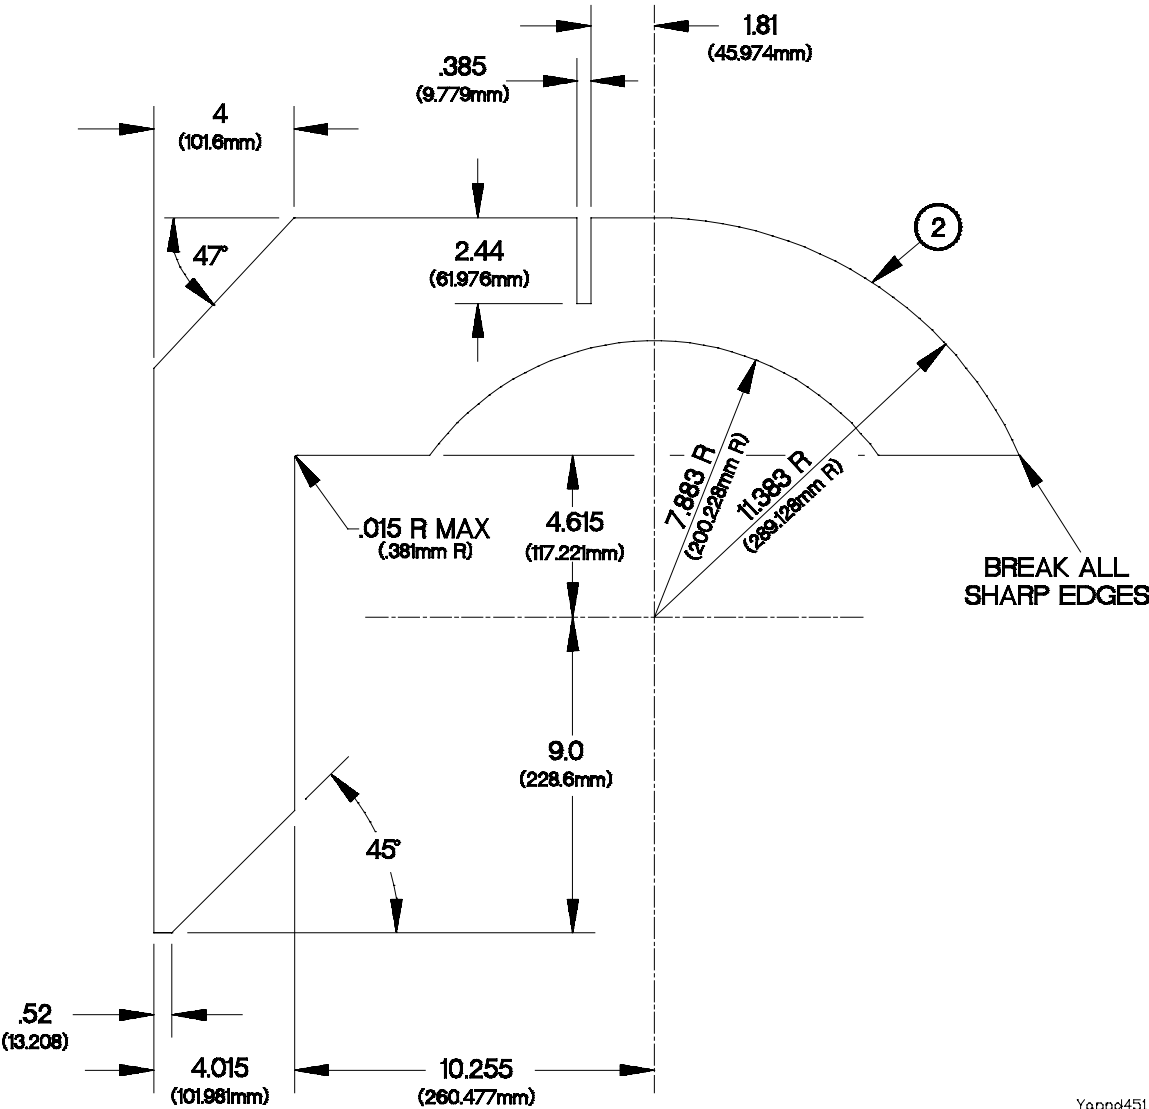 1.81
(45.974mm)
.385
(9.779mm)
4
(101.6mm)
2
47°
2.44
(61.976mm)
7.883 R
(200.228mm R)
11.383 R
(289.128mm R)
.015 R MAX
(.381mm R)
4.615
(117.221mm)
BREAK ALL
SHARP EDGES
9.0
(228.6mm)
45°
.52
(13.208)
4.015
(101.981mm)
10.255
(260.477mm)
Yappd451